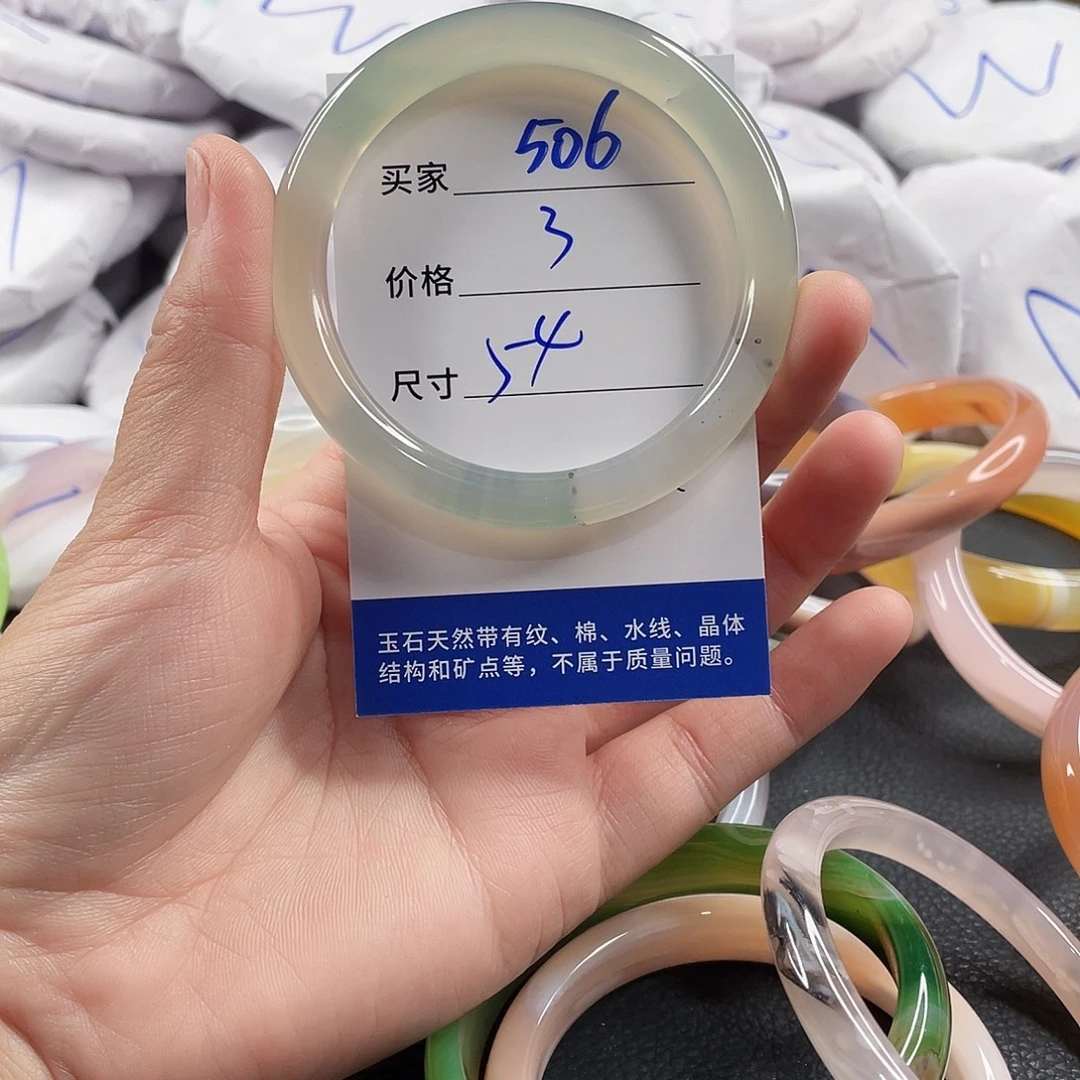 买家 506
价格 3
尺寸 54
玉石天然带有纹、棉、水线、晶体
结构和矿点等，不属于质量问题。